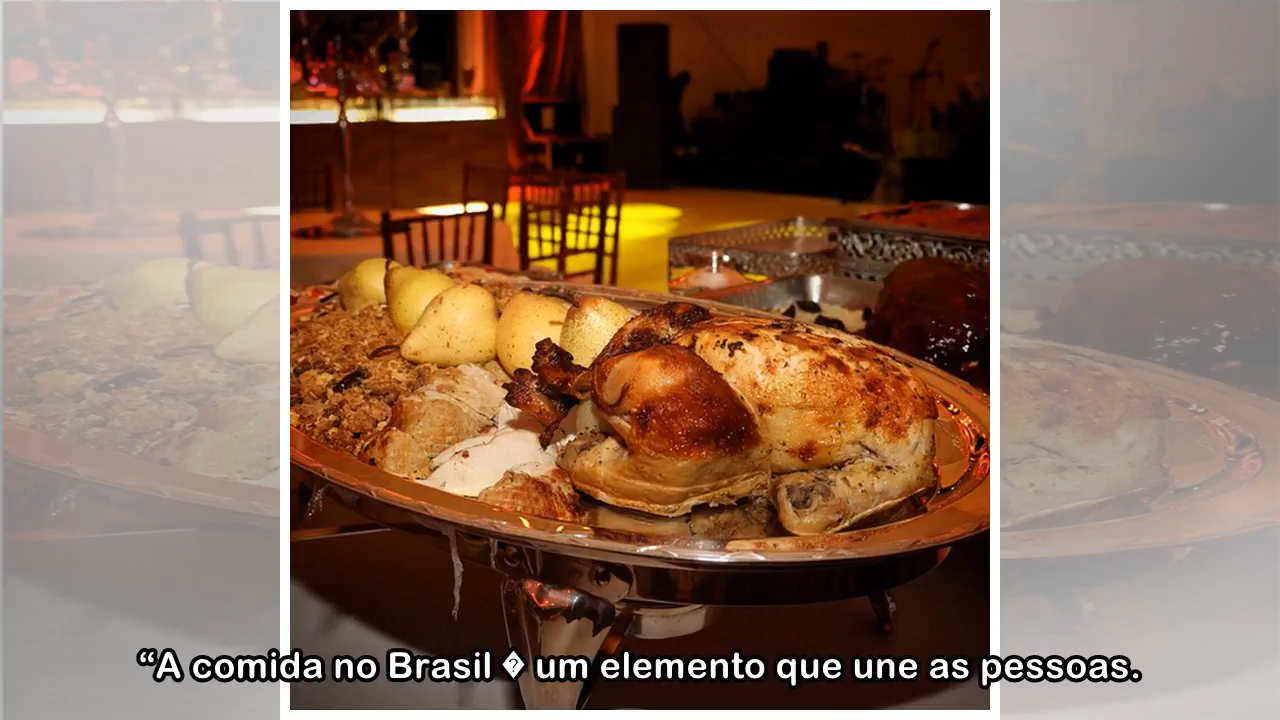 “A comida no Brasil � um elemento que une as pessoas.